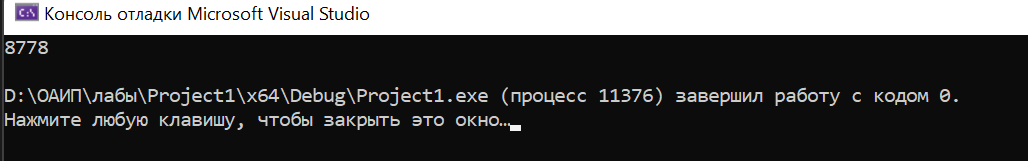 Консоль отладки Microsoft Visual Studio
8778
D:\ОАИП\лабы\Project1\x64\Debug\Project1.exe (процесс 11376) завершил работу с кодом 0.
Нажмите любую клавишу, чтобы закрыть это окно…